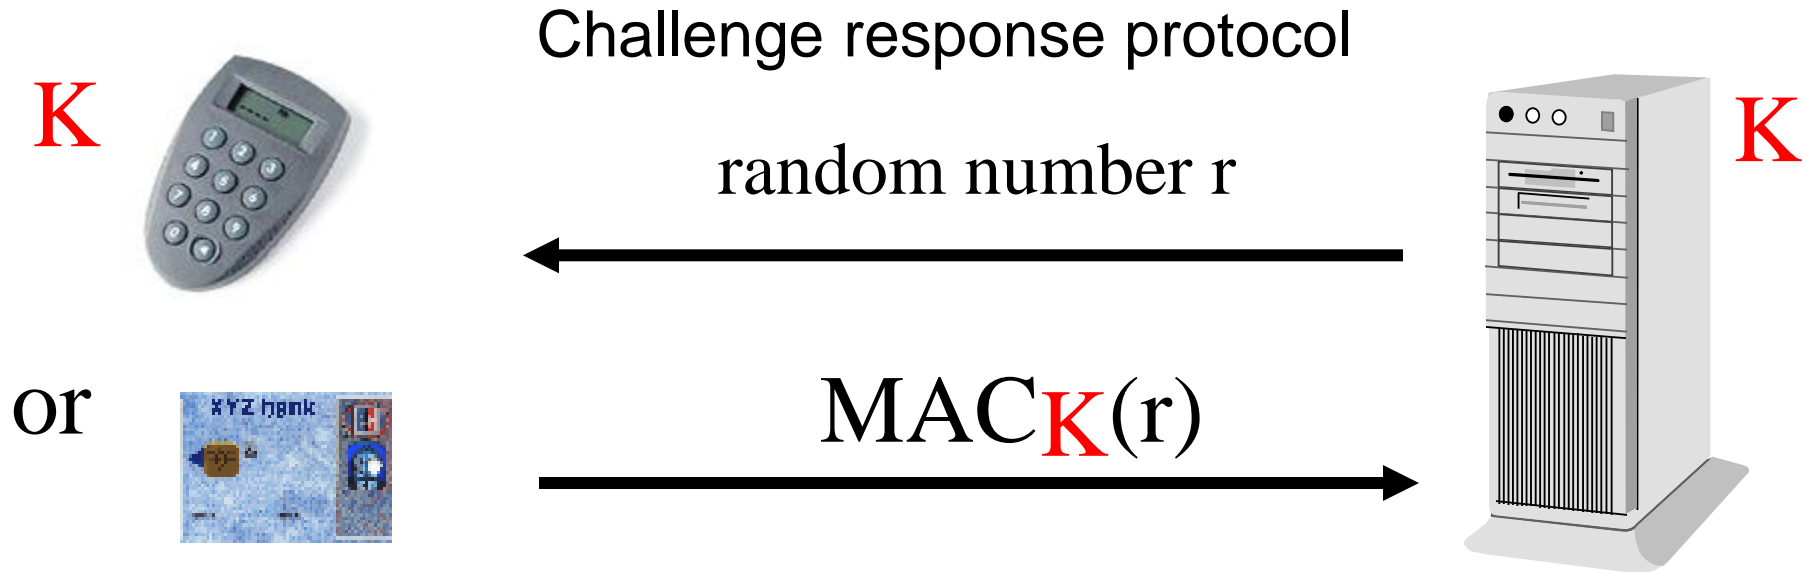 Challenge response protocol
K
K
random number r
or
XYZ bank
MACK(r)